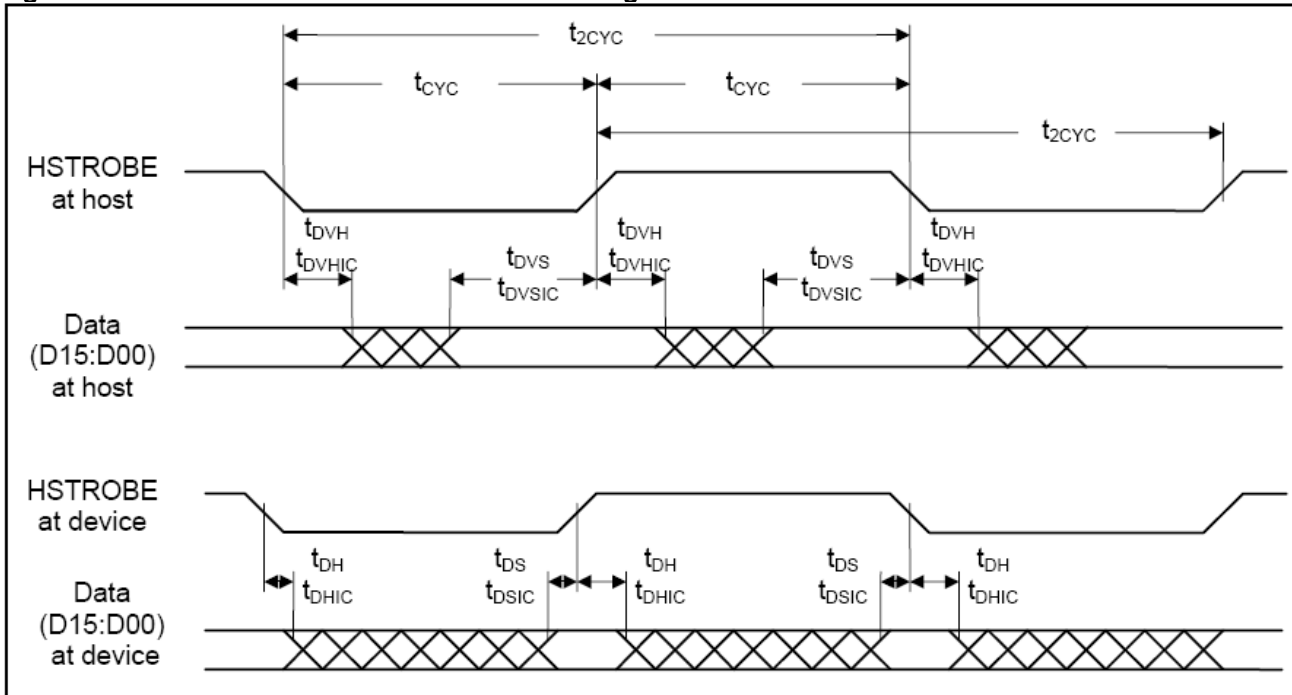 t2CYC
tCYC tCYC
t2CYC
HSTROBE
at host
tDVH tDVH tDVH
tDVHIC tDVS tDVHIC tDVS tDVHIC
tDVSIC tDVSIC
Data
(D15:D00)
at host
HSTROBE
at device
tDH tDS tDH tDS tDH
tDHIC tDSIC tDHIC tDSIC tDHIC
Data
(D15:D00)
at device